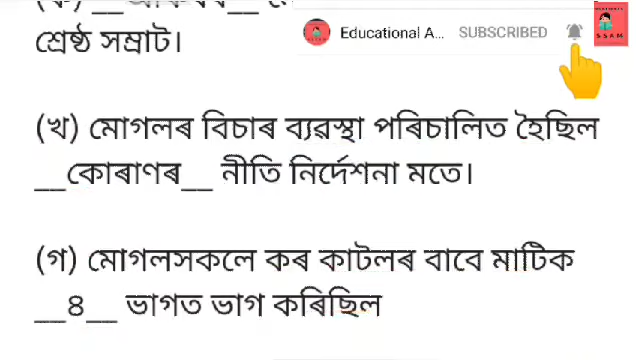 শ্ৰেষ্ঠ সম্ৰাট।
Educational A... SUBSCRIBED
S S A M
(খ) মোগলৰ বিচাৰ ব্যৱস্থা পৰিচালিত হৈছিল
__কোৰাণৰ__ নীতি নিৰ্দেশনা মতে।
(গ) মোগলসকলে কৰ কাটলৰ বাবে মাটিক
__৪__ ভাগত ভাগ কৰিছিল